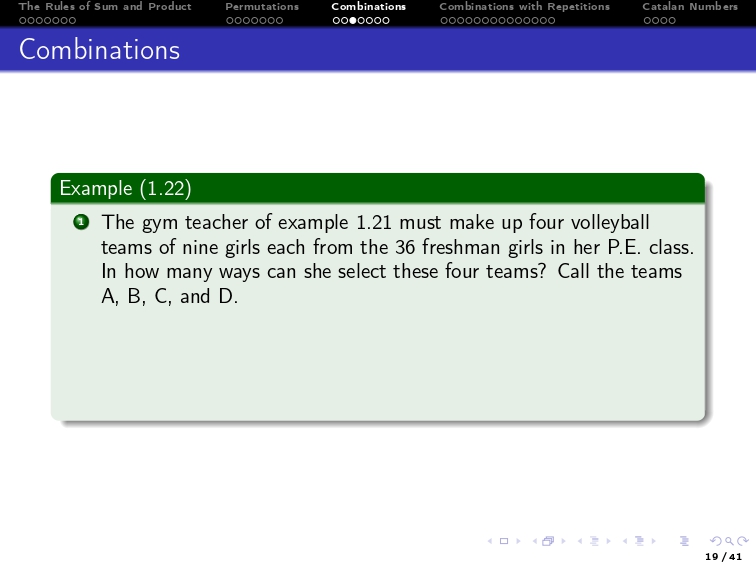 The Rules of Sum and Product Permutations Combinations Combinations with Repetitions Catalan Numbers
Combinations
Example (1.22)
1 The gym teacher of example 1.21 must make up four volleyball
teams of nine girls each from the 36 freshman girls in her P.E. class.
In how many ways can she select these four teams? Call the teams
A, B, C, and D.
19 / 41